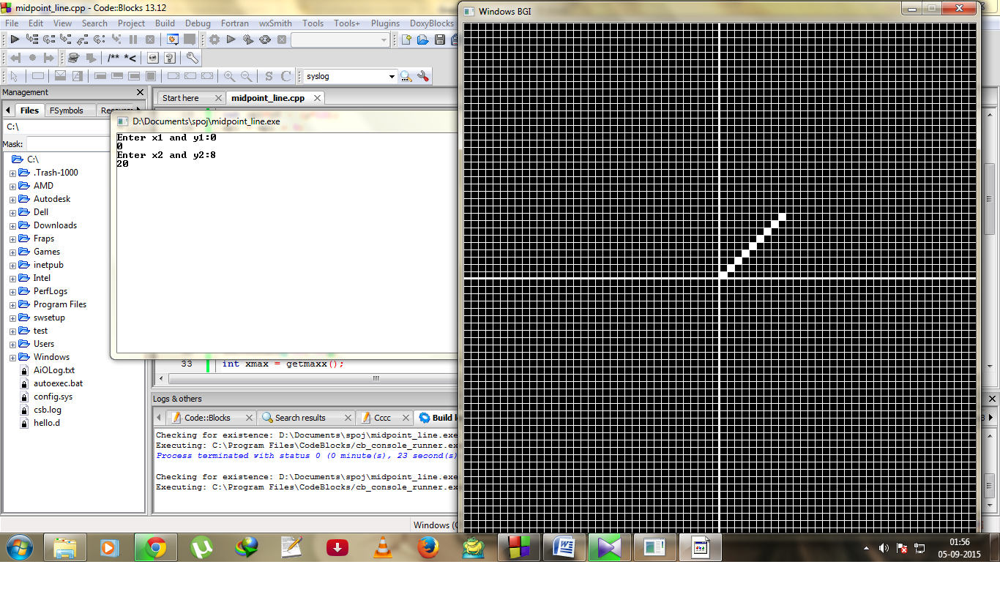 midpoint_line.cpp - Code::Blocks 13.12
File Edit View Search Project Build Debug Fortran wxSmith Tools Tools+ Plugins DoxyBlocks
/** *<
S C syslog
Management
Files FSymbols
C:\
Mask:
C:\
.Trash-1000
AMD
Autodesk
Dell
Downloads
Fraps
Games
inetpub
Intel
PerfLogs
Program Files
swsetup
test
Users
Windows
AiOLog.txt
autoexec.bat
config.sys
csb.log
hello.d
Start here midpoint_line.cpp
D:\Documents\spoj\midpoint_line.exe
Enter x1 and y1:0
0
Enter x2 and y2:8
20
33 int xmax = getmaxx();
Logs & others
Code::Blocks Search results Cccc Build
Checking for existence: D:\Documents\spoj\midpoint_line.exe
Executing: C:\Program Files\CodeBlocks/cb_console_runner.ex
Process terminated with status 0 (0 minute(s), 23 second(s)
Checking for existence: D:\Documents\spoj\midpoint_line.exe
Executing: C:\Program Files\CodeBlocks/cb_console_runner.ex
Windows (
Windows BGI
01:56
05-09-2015